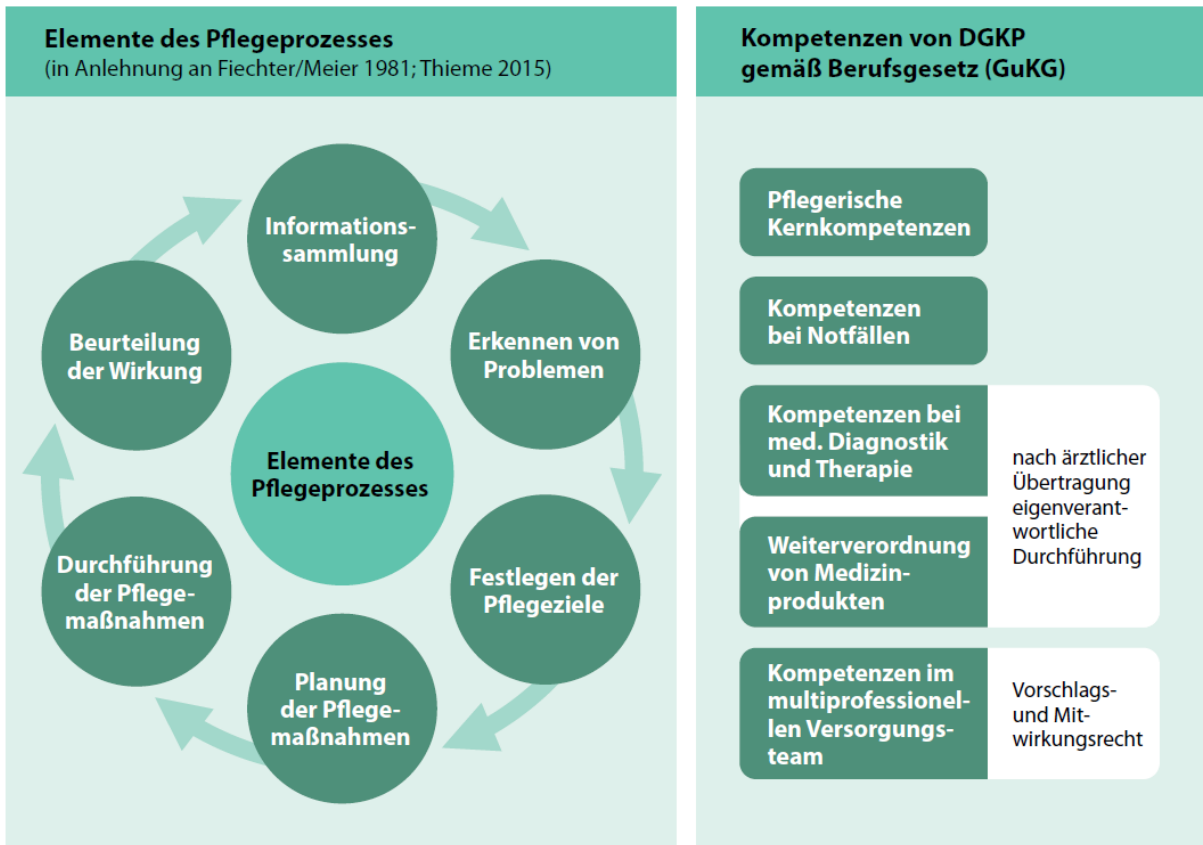 Elemente des Pflegeprozesses
(in Anlehnung an Fiechter/Meier 1981; Thieme 2015)
Informations-
sammlung
Erkennen von
Problemen
Festlegen der
Pflegeziele
Planung
der Pflege-
maßnahmen
Durchführung
der Pflege-
maßnahmen
Beurteilung
der Wirkung
Elemente des
Pflegeprozesses
Kompetenzen von DGKP
gemäß Berufsgesetz (GuKG)
Pflegerische
Kernkompetenzen
Kompetenzen
bei Notfällen
Kompetenzen bei
med. Diagnostik
und Therapie
Weiterverordnung
von Medizin-
produkten
nach ärztlicher
Übertragung
eigenverant-
wortliche
Durchführung
Kompetenzen im
multiprofessionel-
len Versorgungs-
team
Vorschlags-
und Mit-
wirkungsrecht